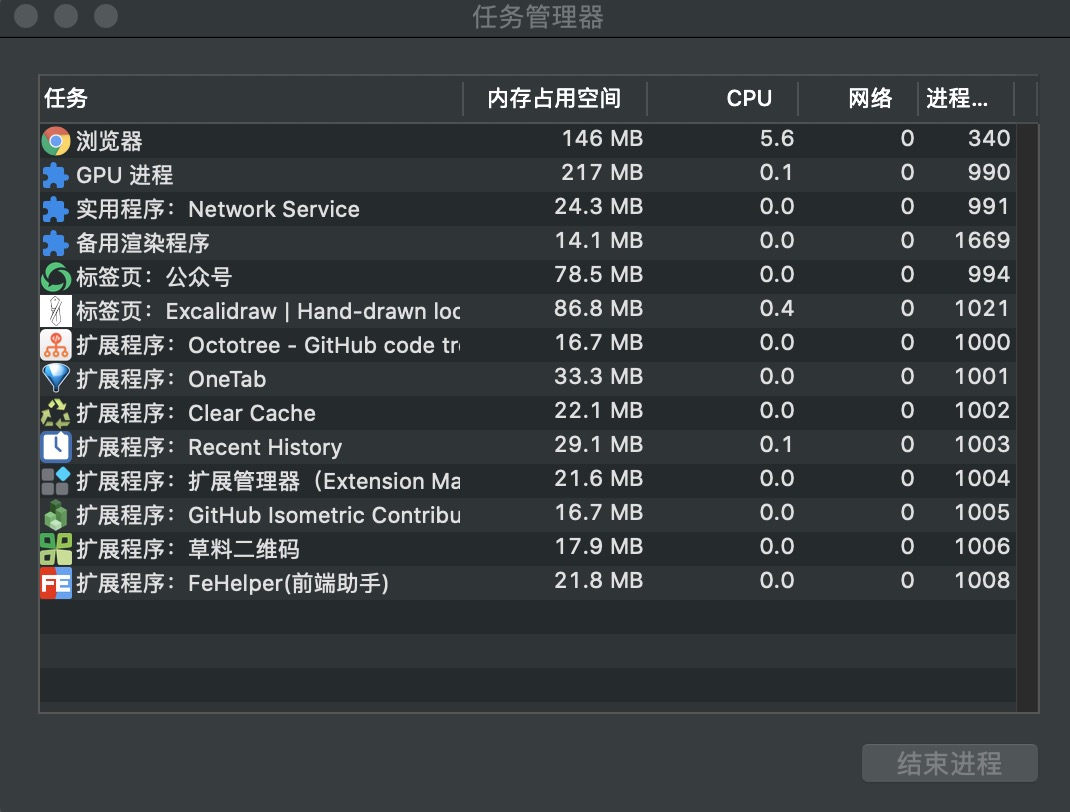 任务管理器
任务 内存占用空间 CPU 网络 进程...
浏览器 146 MB 5.6 0 340
GPU 进程 217 MB 0.1 0 990
实用程序：Network Service 24.3 MB 0.0 0 991
备用渲染程序 14.1 MB 0.0 0 1669
标签页：公众号 78.5 MB 0.0 0 994
标签页：Excalidraw | Hand-drawn loo 86.8 MB 0.4 0 1021
扩展程序：Octotree - GitHub code tre 16.7 MB 0.0 0 1000
扩展程序：OneTab 33.3 MB 0.0 0 1001
扩展程序：Clear Cache 22.1 MB 0.0 0 1002
扩展程序：Recent History 29.1 MB 0.1 0 1003
扩展程序：扩展管理器（Extension Ma 21.6 MB 0.0 0 1004
扩展程序：GitHub Isometric Contribu 16.7 MB 0.0 0 1005
扩展程序：草料二维码 17.9 MB 0.0 0 1006
FE 扩展程序：FeHelper(前端助手) 21.8 MB 0.0 0 1008
结束进程